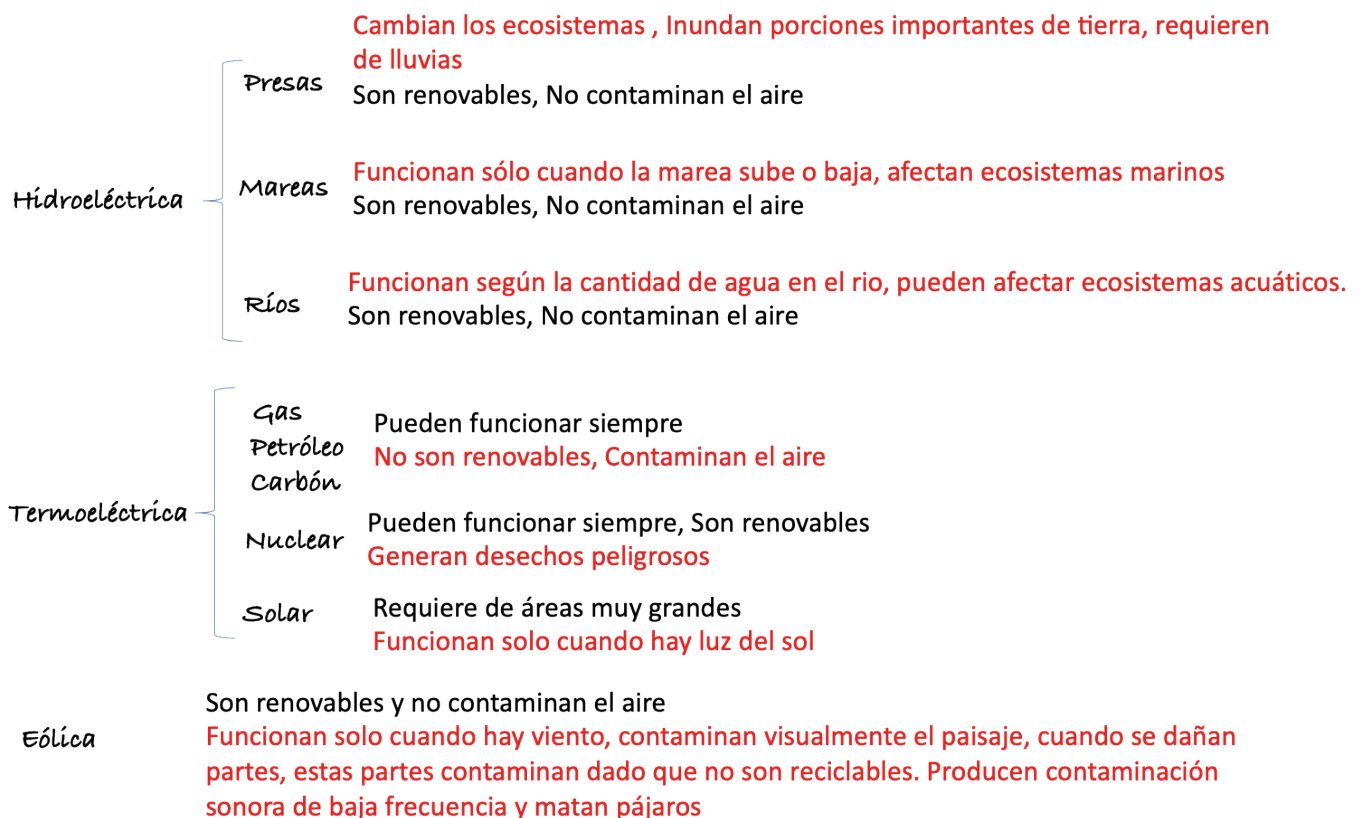 Cambian los ecosistemas , Inundan porciones importantes de tierra, requieren
de lluvias
Presas
Son renovables, No contaminan el aire
Hidroeléctrica
Mareas
Funcionan sólo cuando la marea sube o baja, afectan ecosistemas marinos
Son renovables, No contaminan el aire
Ríos
Funcionan según la cantidad de agua en el rio, pueden afectar ecosistemas acuáticos.
Son renovables, No contaminan el aire
Termoeléctrica
Gas
Petróleo
Carbón
Pueden funcionar siempre
No son renovables, Contaminan el aire
Nuclear
Pueden funcionar siempre, Son renovables
Generan desechos peligrosos
Solar
Requiere de áreas muy grandes
Funcionan solo cuando hay luz del sol
Eólica
Son renovables y no contaminan el aire
Funcionan solo cuando hay viento, contaminan visualmente el paisaje, cuando se dañan
partes, estas partes contaminan dado que no son reciclables. Producen contaminación
sonora de baja frecuencia y matan pájaros